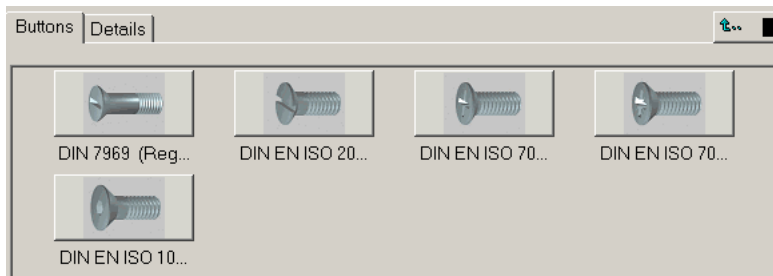 Buttons Details
DIN 7969 (Reg... DIN EN ISO 20... DIN EN ISO 70... DIN EN ISO 70...
DIN EN ISO 10...